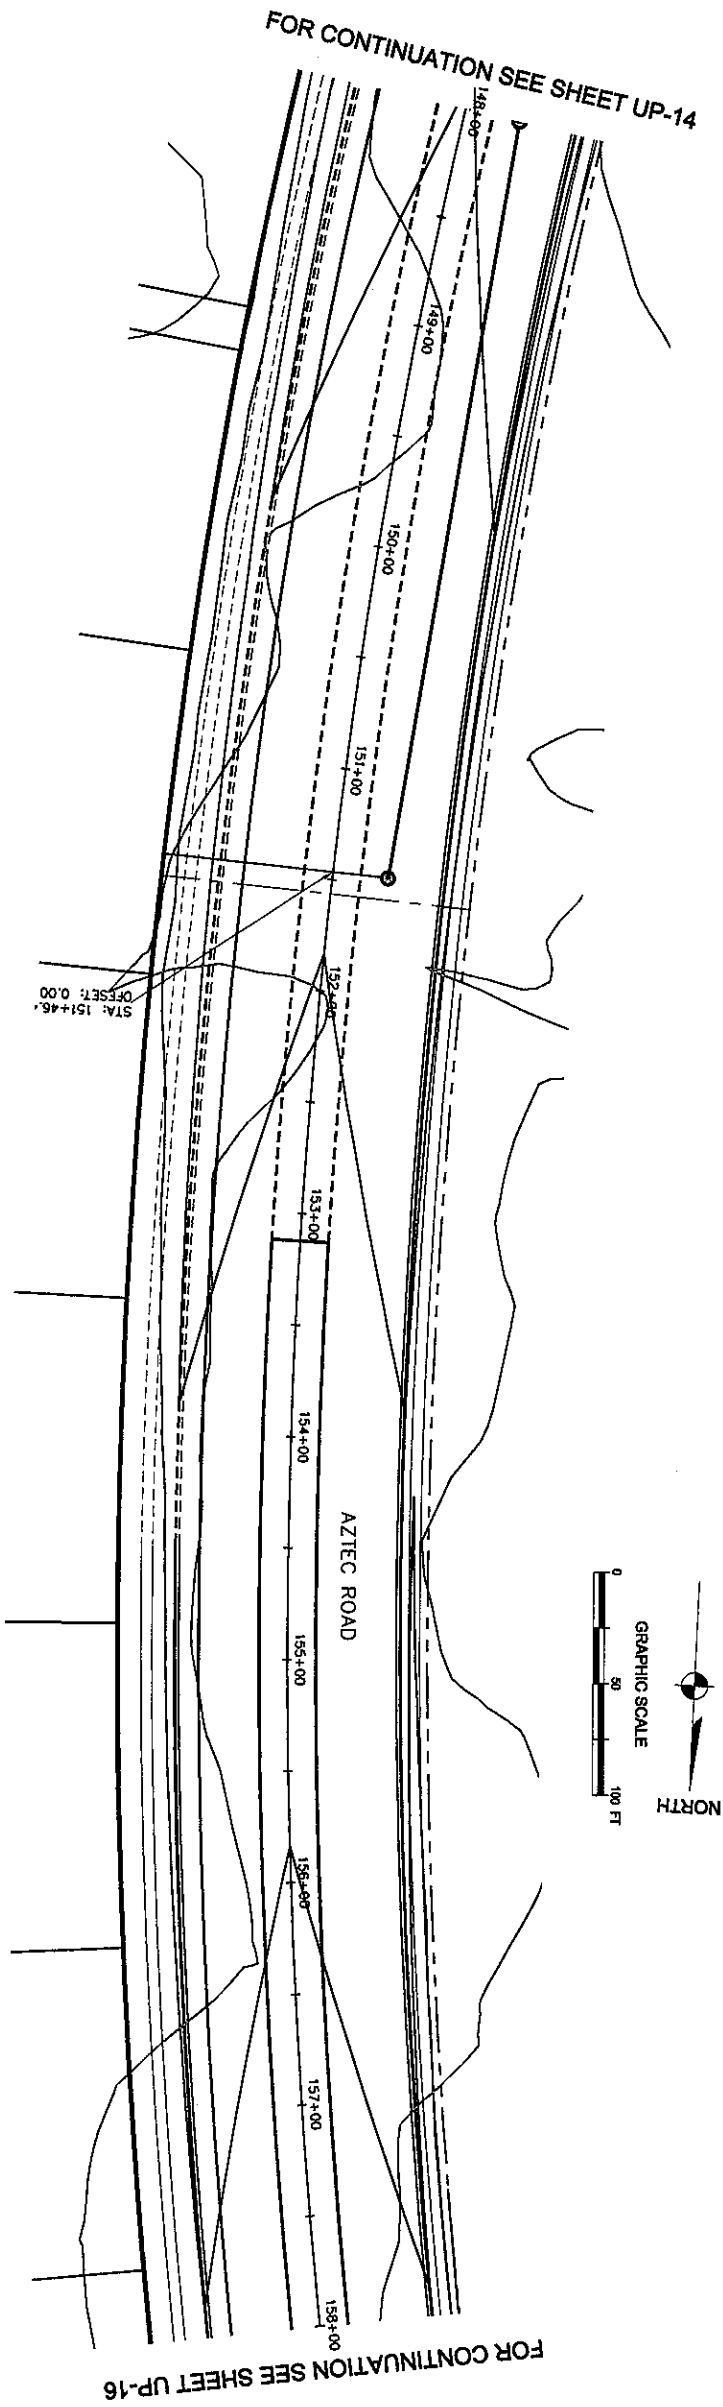 FOR CONTINUATION SEE SHEET UP-14
148+00
149+00
150+00
151+00
STA: 151+46.
OFFSET: 0.00
152+00
153+00
154+00
AZTEC ROAD
155+00
156+00
157+00
158+00
GRAPHIC SCALE
0 50 100 FT
NORTH
FOR CONTINUATION SEE SHEET UP-16